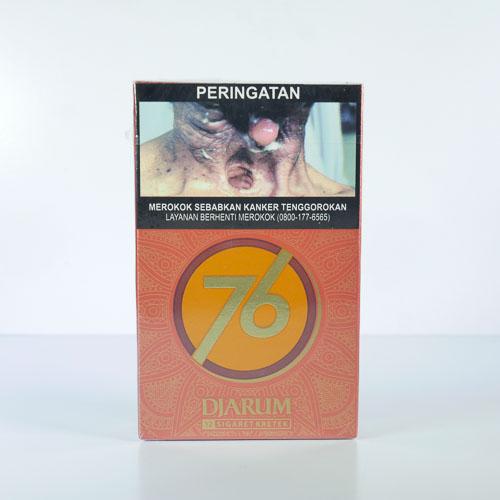 PERINGATAN
MEROKOK SEBABKAN KANKER TENGGOROKAN
LAYANAN BERHENTI MEROKOK (0800-177-6565)
76
DJARUM
12 SIGARET KRETEK